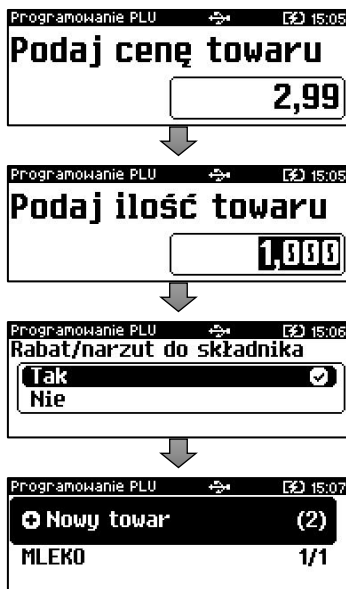 Programowanie PLU 15:05
Podaj cenę towaru
2,99
Programowanie PLU 15:05
Podaj ilość towaru
1,000
Programowanie PLU 15:06
Rabat/narzut do składnika
Tak
Nie
Programowanie PLU 15:07
Nowy towar (2)
MLEKO 1/1